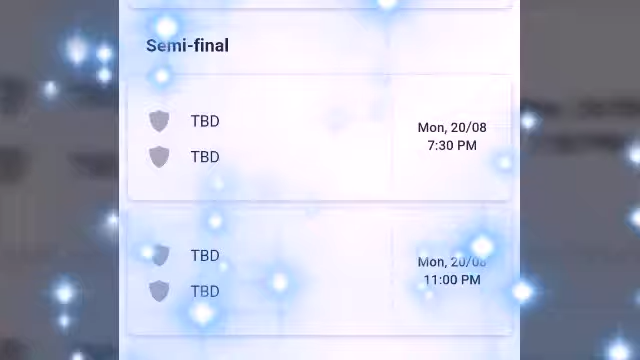 Semi-final
TBD
TBD
Mon, 20/08
7:30 PM
TBD
TBD
Mon, 20/08
11:00 PM